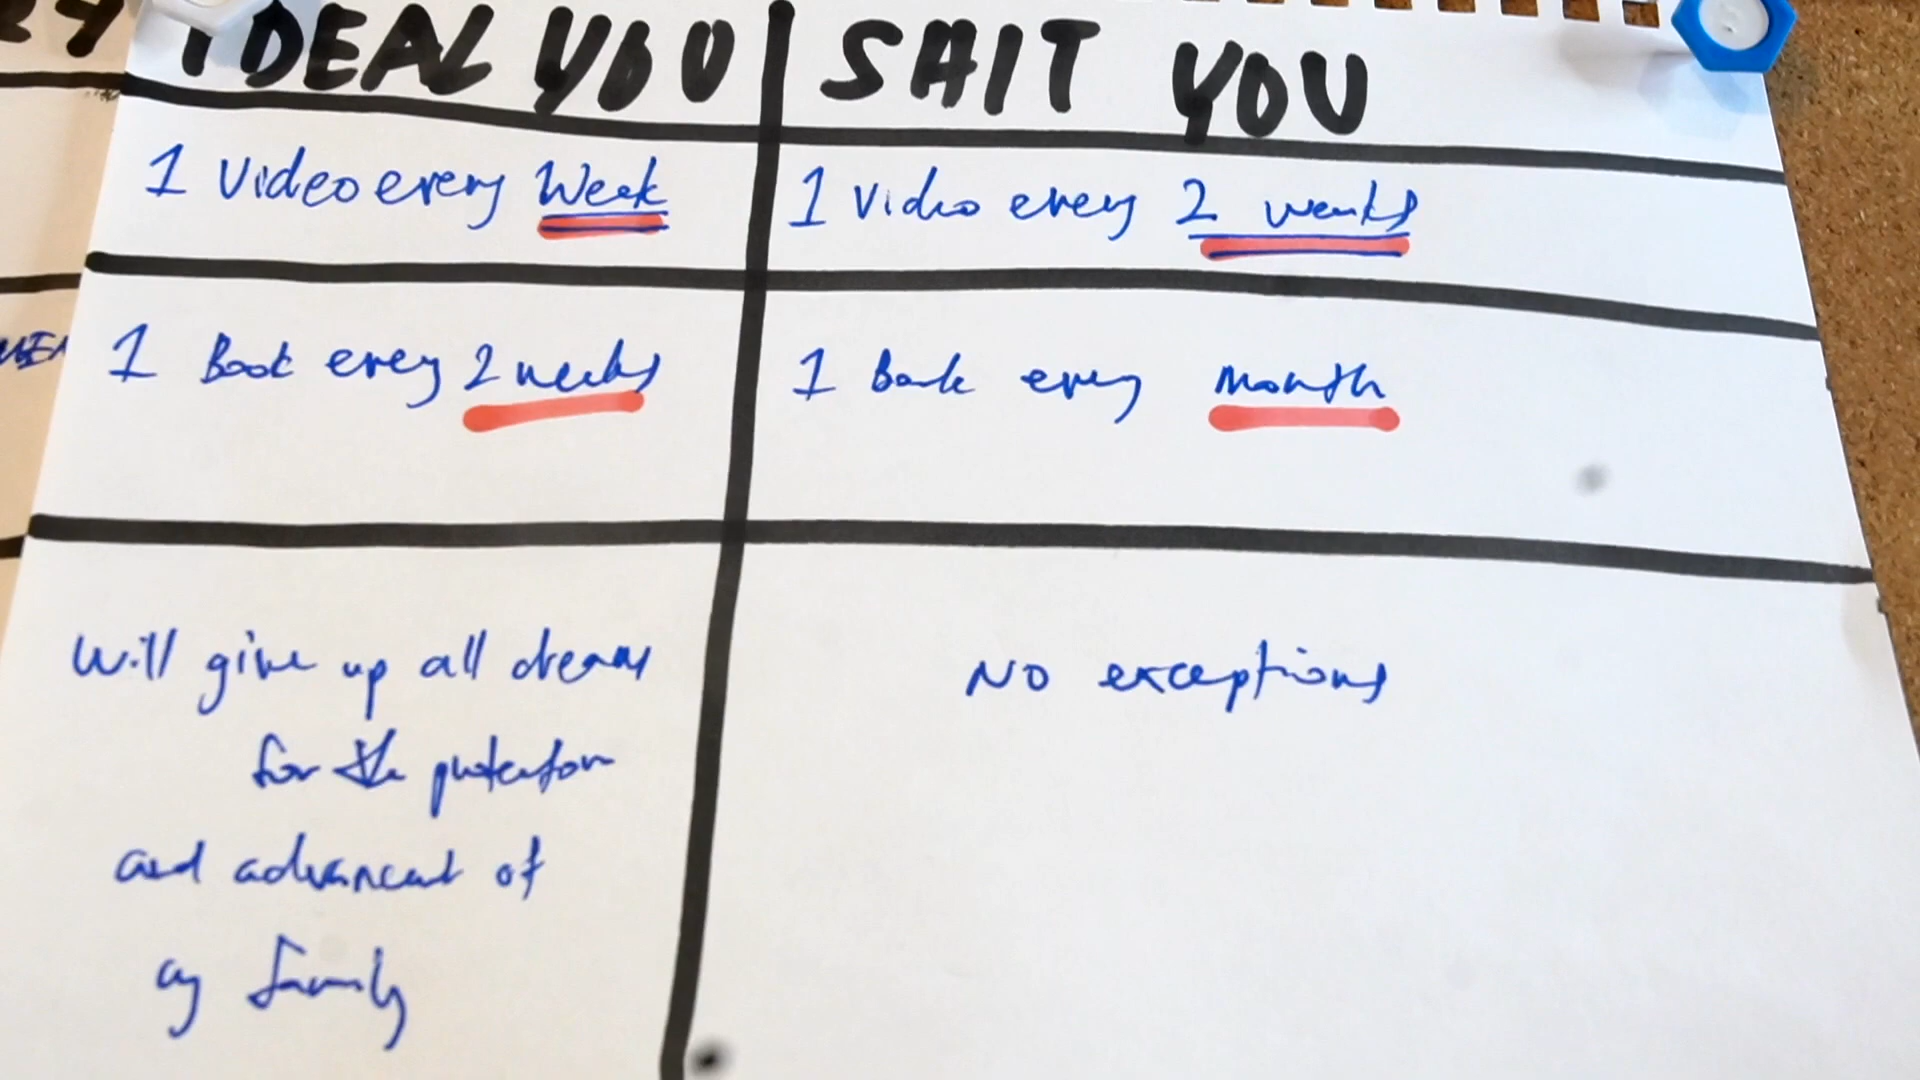 IDEAL YOU
SHIT YOU
1 Video every Week
1 Video every 2 weeks
1 Book every 2 weeks
1 Book every month
Will give up all dreams
for the protection
and advancement of
my family
NO exceptions